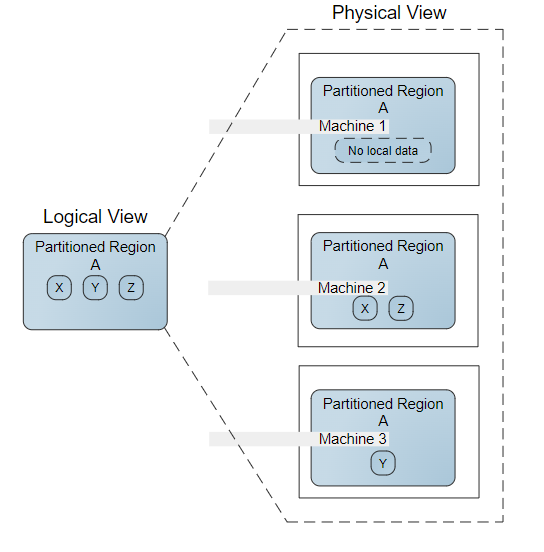 Physical View
Partitioned Region
A
Machine 1
No local data
Logical View
Partitioned Region
A
X Y Z
Partitioned Region
A
Machine 2
X Z
Partitioned Region
A
Machine 3
Y